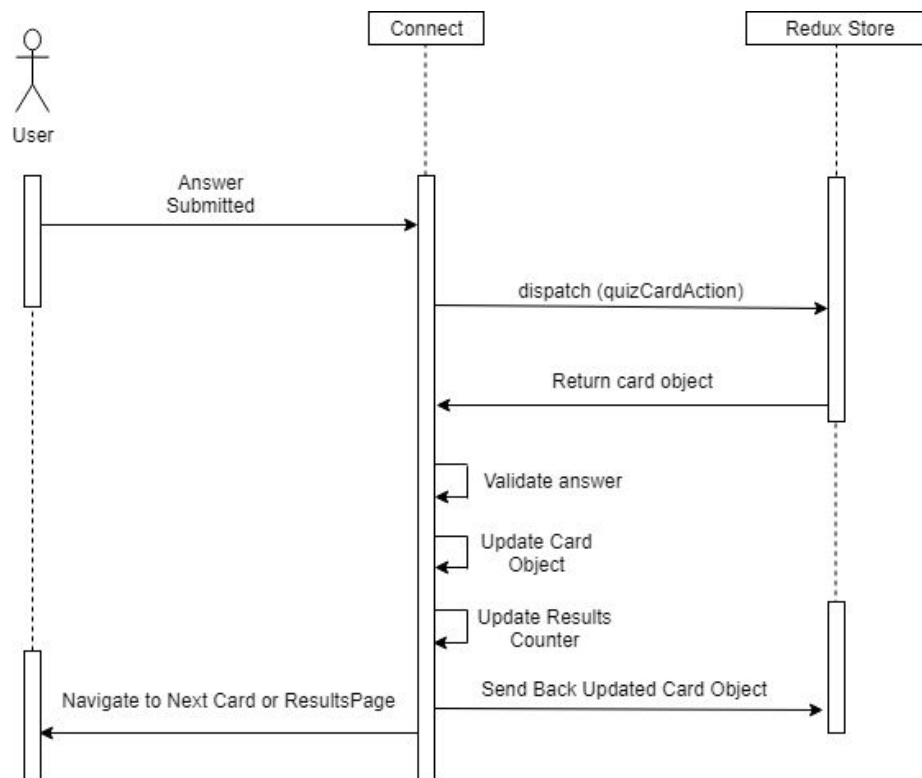 Connect
Redux Store
User
Answer
Submitted
dispatch (quizCardAction)
Return card object
Validate answer
Update Card
Object
Update Results
Counter
Send Back Updated Card Object
Navigate to Next Card or ResultsPage